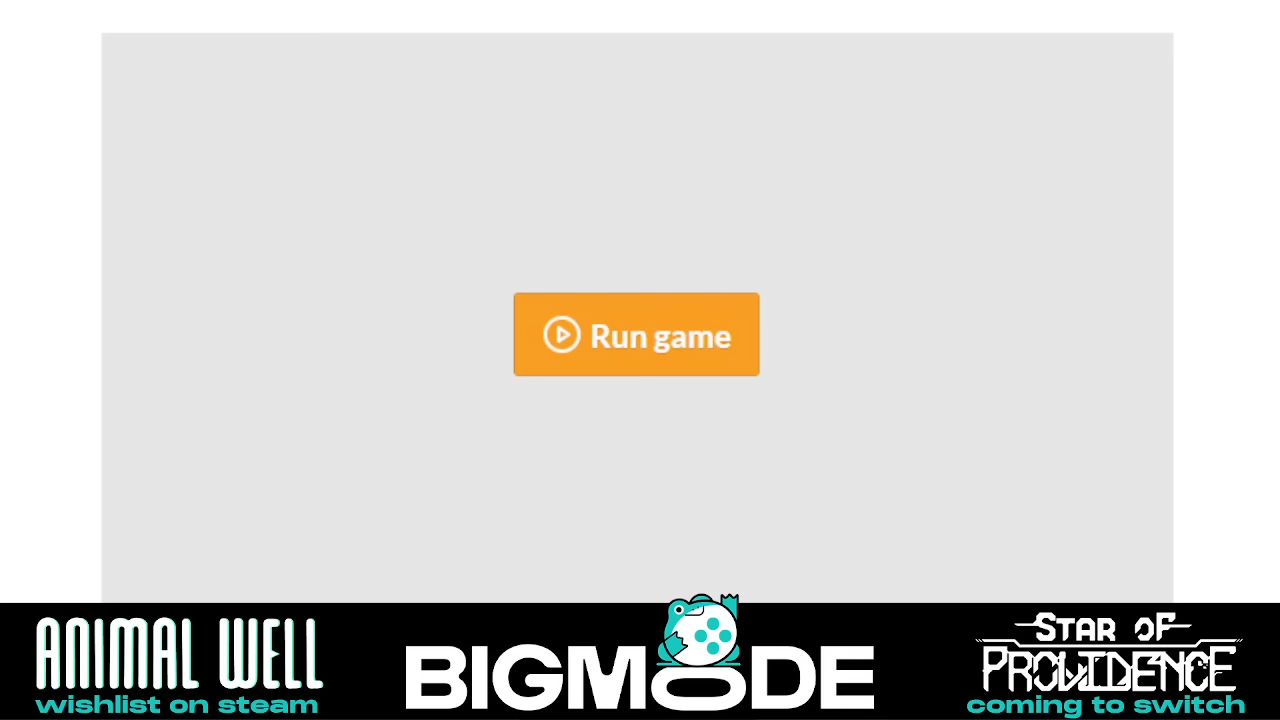 Run game
ANIMAL WELL
wishlist on steam
BIGMODE
STAR OF
PROVIDENCE
coming to switch